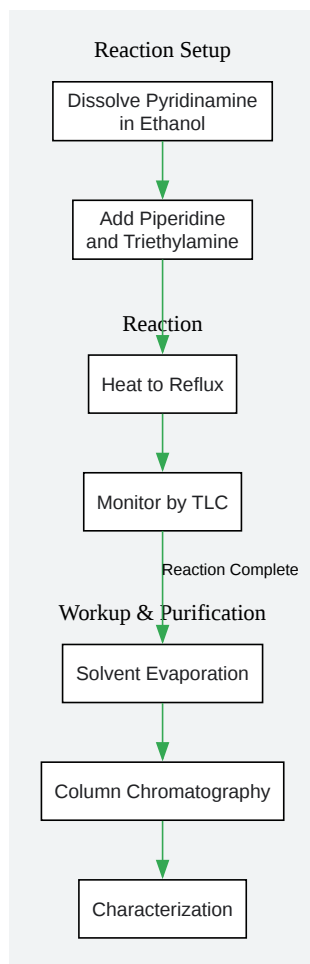 Reaction Setup
Dissolve Pyridinamine
in Ethanol
Add Piperidine
and Triethylamine
Reaction
Heat to Reflux
Monitor by TLC
Reaction Complete
Workup & Purification
Solvent Evaporation
Column Chromatography
Characterization